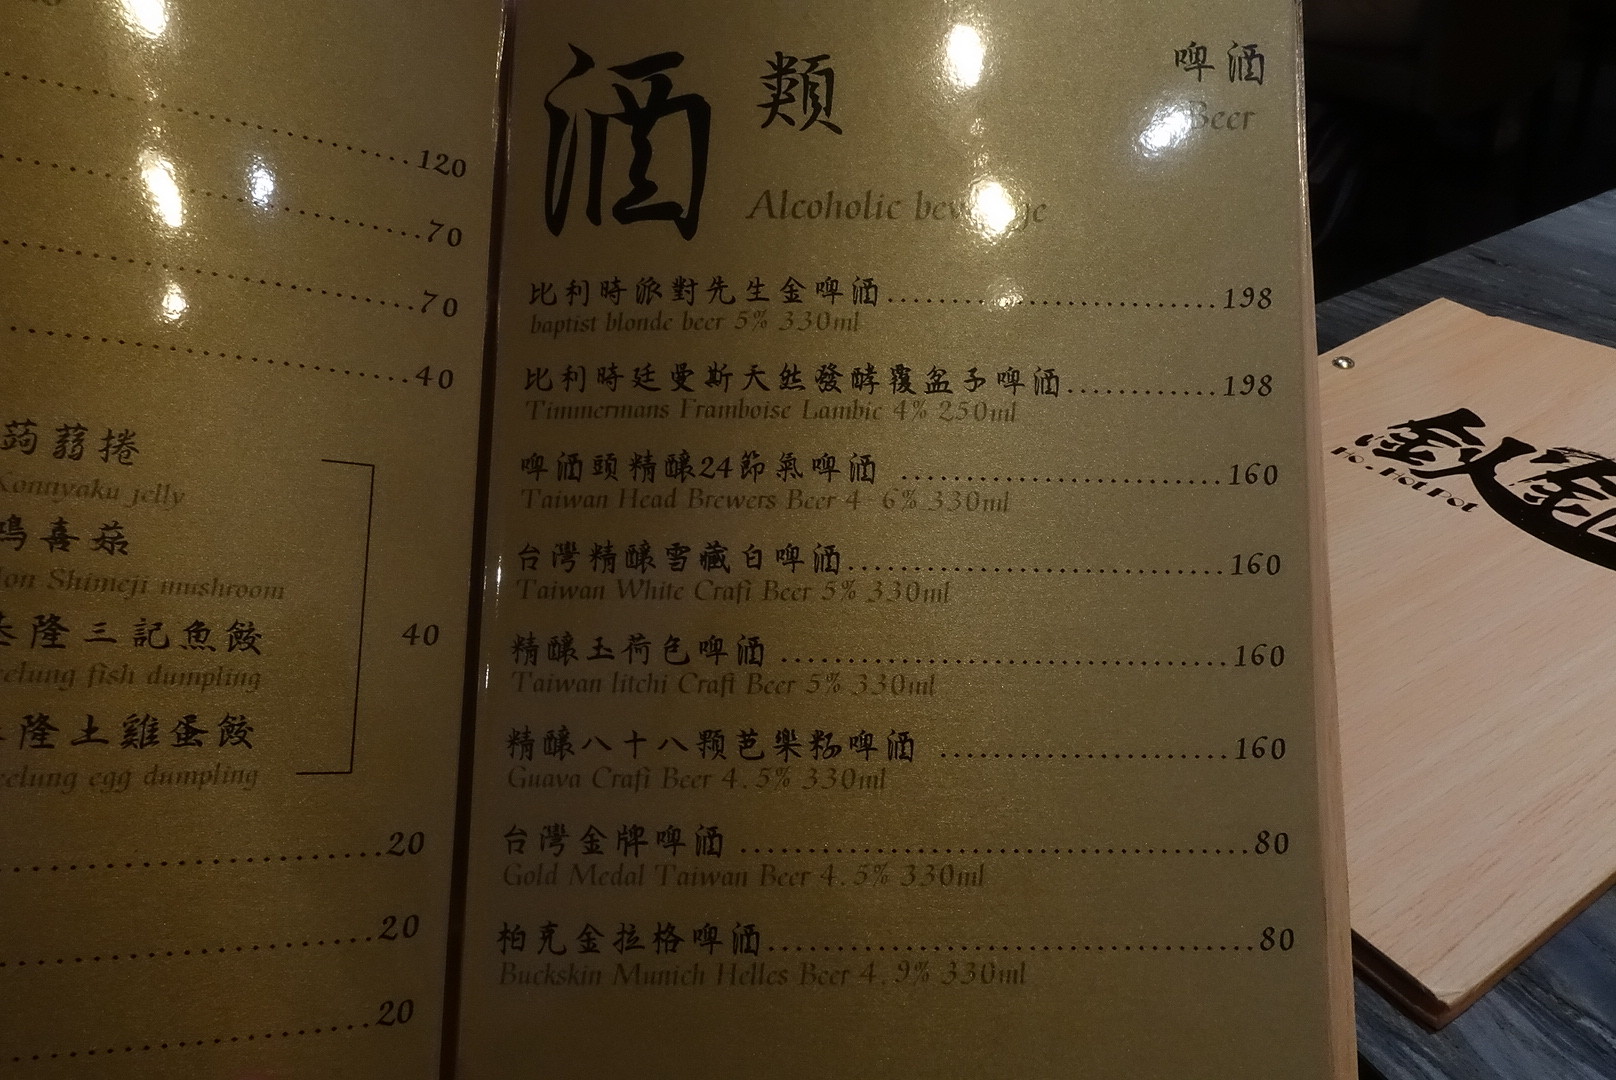 120
70
70
40
蒟蒻捲
Konnyaku jelly
鴻喜菇
Hon Shimeji mushroom
基隆三記魚餃
Keelung fish dumpling
40
基隆土雞蛋餃
Keelung egg dumpling
20
20
20
酒類
Alcoholic beverage
啤酒
Beer
比利時派對先生金啤酒 198
baptist blonde beer 5% 330ml
比利時廷曼斯天然發酵覆盆子啤酒 198
Timmermans Framboise Lambic 4% 250ml
啤酒頭精釀24節氣啤酒 160
Taiwan Head Brewers Beer 4-6% 330ml
台灣精釀雪藏白啤酒 160
Taiwan White Craft Beer 5% 330ml
精釀玉荷包啤酒 160
Taiwan litchi Craft Beer 5% 330ml
精釀八十八顆芭樂籽啤酒 160
Guava Craft Beer 4.5% 330ml
台灣金牌啤酒 80
Gold Medal Taiwan Beer 4.5% 330ml
柏克金拉格啤酒 80
Buckskin Munich Helles Beer 4.9% 330ml
Hot Pot